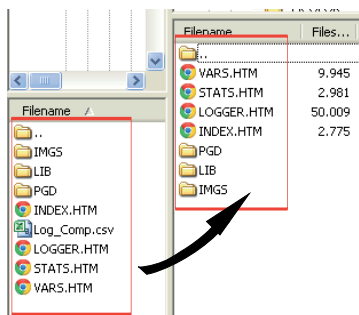 Filename
..
IMGS
LIB
PGD
INDEX.HTM
Log_Comp.csv
LOGGER.HTM
STATS.HTM
VARS.HTM
Filename Files...
..
VARS.HTM 9.945
STATS.HTM 2.981
LOGGER.HTM 50.009
INDEX.HTM 2.775
PGD
LIB
IMGS